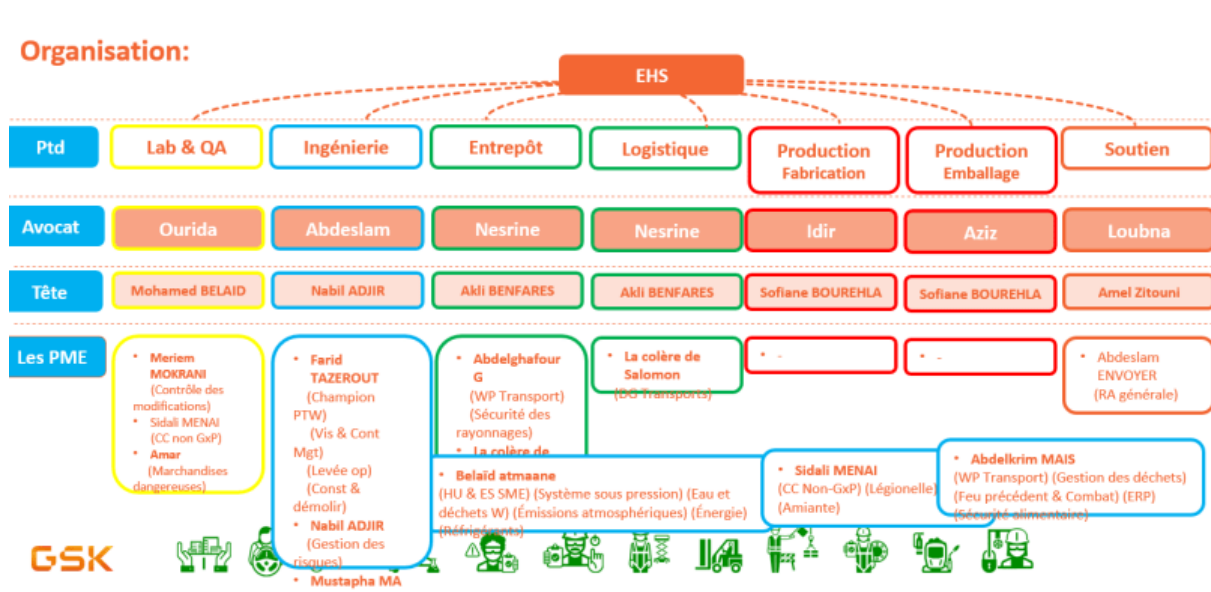 Organisation:
EHS
Ptd
Lab & QA
Ingénierie
Entrepôt
Logistique
Production
Fabrication
Production
Emballage
Soutien
Avocat
Ourida
Abdeslam
Nesrine
Nesrine
Idir
Aziz
Loubna
Tête
Mohamed BELAID
Nabil ADJIR
Akli BENFARES
Akli BENFARES
Sofiane BOUREHLA
Sofiane BOUREHLA
Amel Zitouni
Les PME
• Meriem
MOKRANI
(Contrôle des
modifications)
• Sidali MENAI
(CC non GxP)
• Amar
(Marchandises
dangereuses)
• Farid
TAZEROUT
(Champion
PTW)
(Vis & Cont
Mgt)
(Levée op)
(Const &
démolir)
• Nabil ADJIR
(Gestion des
risques)
• Mustapha MA
• Abdelghafour
G
(WP Transport)
(Sécurité des
rayonnages)
• La colère de
• La colère de
Salomon
(DG Transports)
• -
• -
• Abdeslam
ENVOYER
(RA générale)
• Belaïd atmaane
(HU & ES SME) (Système sous pression) (Eau et
déchets W) (Émissions atmosphériques) (Énergie)
(Réfrigérants)
• Sidali MENAI
(CC Non-GxP) (Légionelle)
(Amiante)
• Abdelkrim MAIS
(WP Transport) (Gestion des déchets)
(Feu précédent & Combat) (ERP)
(Sécurité alimentaire)
GSK